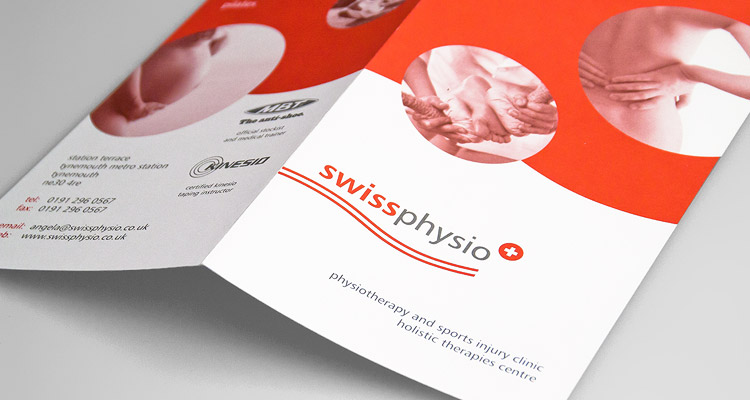 pilates
MBT
The anti-shoe.
official stockist
and medical trainer
KINESIO
certified kinesio
taping instructor
station terrace
tynemouth metro station
tynemouth
ne30 4re
tel: 0191 296 0567
fax: 0191 296 0567
email: angela@swissphysio.co.uk
web: www.swissphysio.co.uk
swissphysio
physiotherapy and sports injury clinic
holistic therapies centre